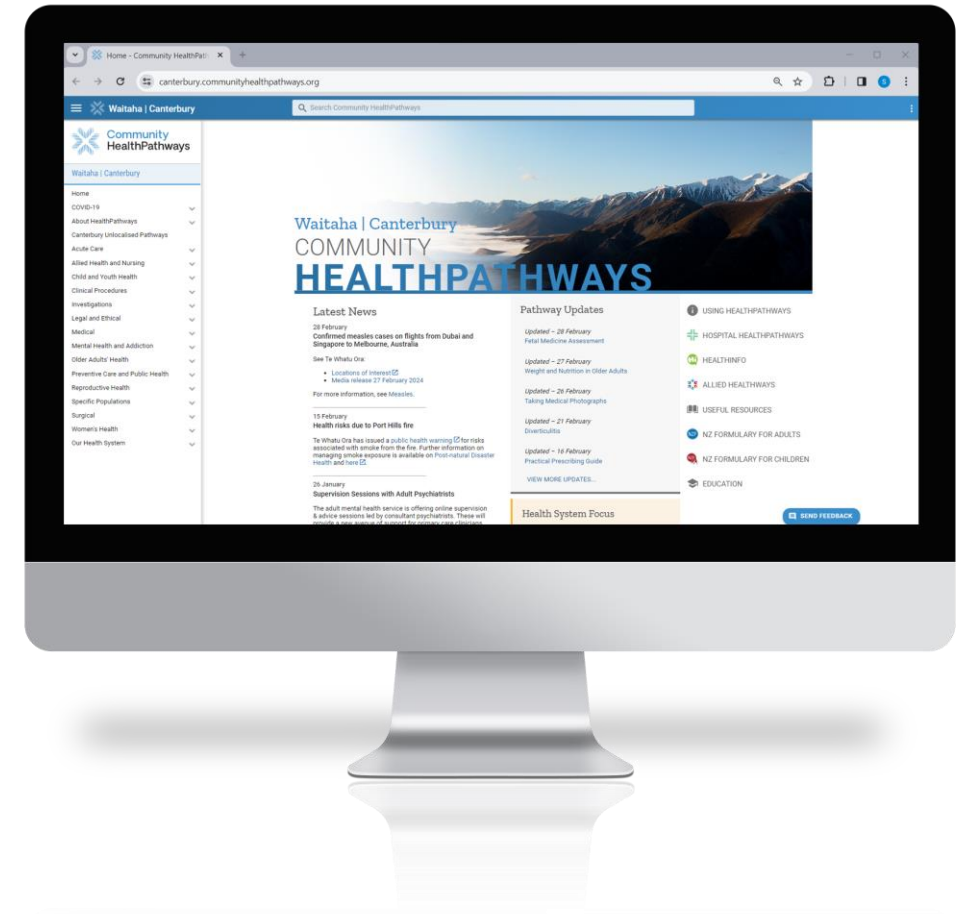 Home - Community HealthPath
canterbury.communityhealthpathways.org
S
Waitaha | Canterbury
Search Community HealthPathways
Community
HealthPathways
Waitaha | Canterbury
Home
COVID-19
About HealthPathways
Canterbury Unlocalised Pathways
Acute Care
Allied Health and Nursing
Child and Youth Health
Clinical Procedures
Investigations
Legal and Ethical
Medical
Mental Health and Addiction
Older Adults' Health
Preventive Care and Public Health
Reproductive Health
Specific Populations
Surgical
Women's Health
Our Health System
Waitaha | Canterbury
COMMUNITY
HEALTHPATHWAYS
Latest News
28 February
Confirmed measles cases on flights from Dubai and
Singapore to Melbourne, Australia
See Te Whatu Ora:
• Locations of interest
• Media release 27 February 2024
For more information, see Measles.
15 February
Health risks due to Port Hills fire
Te Whatu Ora has issued a public health warning for risks
associated with smoke from the fire. Further information on
managing smoke exposure is available on Post-natural Disaster
Health and here.
26 January
Supervision Sessions with Adult Psychiatrists
The adult mental health service is offering online supervision
& advice sessions led by consultant psychiatrists. These will
provide a new avenue of support for primary care clinicians
Pathway Updates
Updated – 28 February
Fetal Medicine Assessment
Updated – 27 February
Weight and Nutrition in Older Adults
Updated – 26 February
Taking Medical Photographs
Updated – 21 February
Diverticulitis
Updated – 16 February
Practical Prescribing Guide
VIEW MORE UPDATES...
Health System Focus
USING HEALTHPATHWAYS
HOSPITAL HEALTHPATHWAYS
HEALTHINFO
ALLIED HEALTHWAYS
USEFUL RESOURCES
NZ FORMULARY FOR ADULTS
NZ FORMULARY FOR CHILDREN
EDUCATION
SEND FEEDBACK